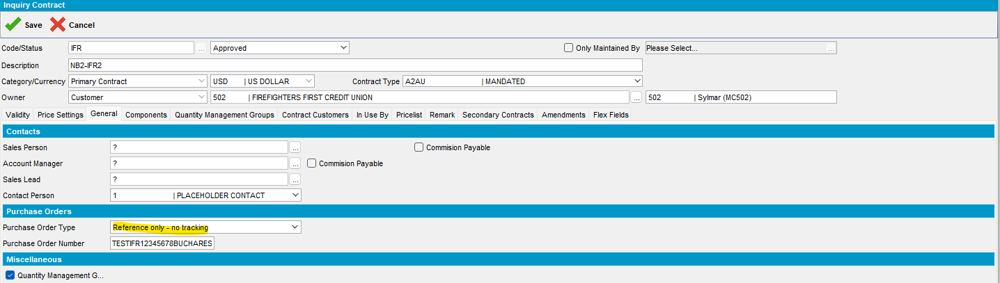 Inquiry Contract
Save Cancel
Code/Status IFR ... Approved Only Maintained By Please Select... ...
Description NB2-IFR2
Category/Currency Primary Contract USD | US DOLLAR Contract Type A2AU | MANDATED
Owner Customer 502 | FIREFIGHTERS FIRST CREDIT UNION ... 502 | Sylmar (MC502)
Validity Price Settings General Components Quantity Management Groups Contract Customers In Use By Pricelist Remark Secondary Contracts Amendments Flex Fields
Contacts
Sales Person ? ... Commision Payable
Account Manager ? ... Commision Payable
Sales Lead ? ...
Contact Person 1 | PLACEHOLDER CONTACT
Purchase Orders
Purchase Order Type Reference only - no tracking
Purchase Order Number TESTIFR12345678BUCHARES
Miscellaneous
Quantity Management G...